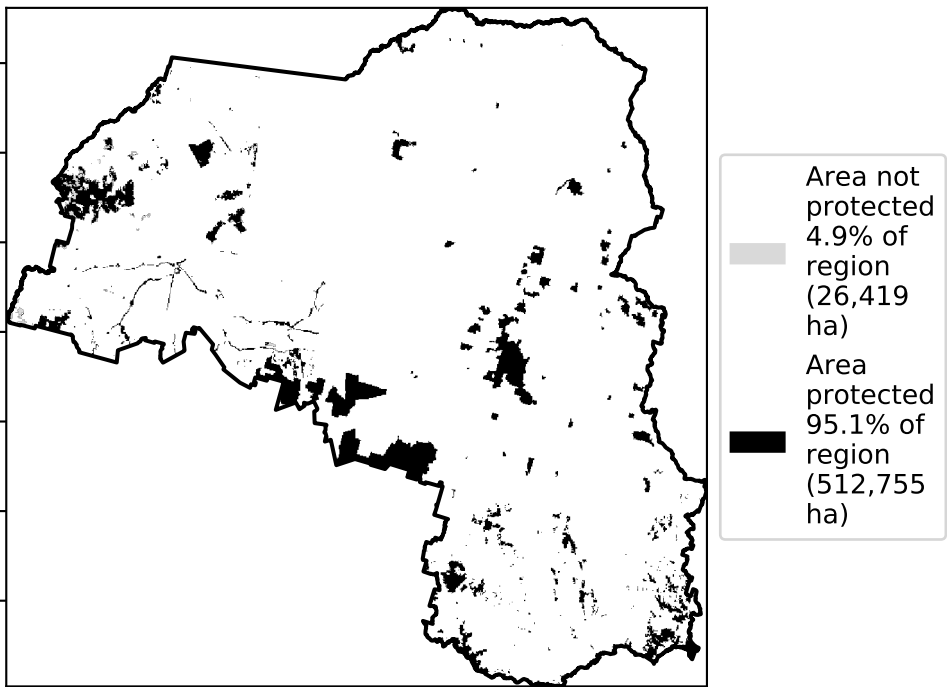 Area not
protected
4.9% of
region
(26,419
ha)
Area
protected
95.1% of
region
(512,755
ha)